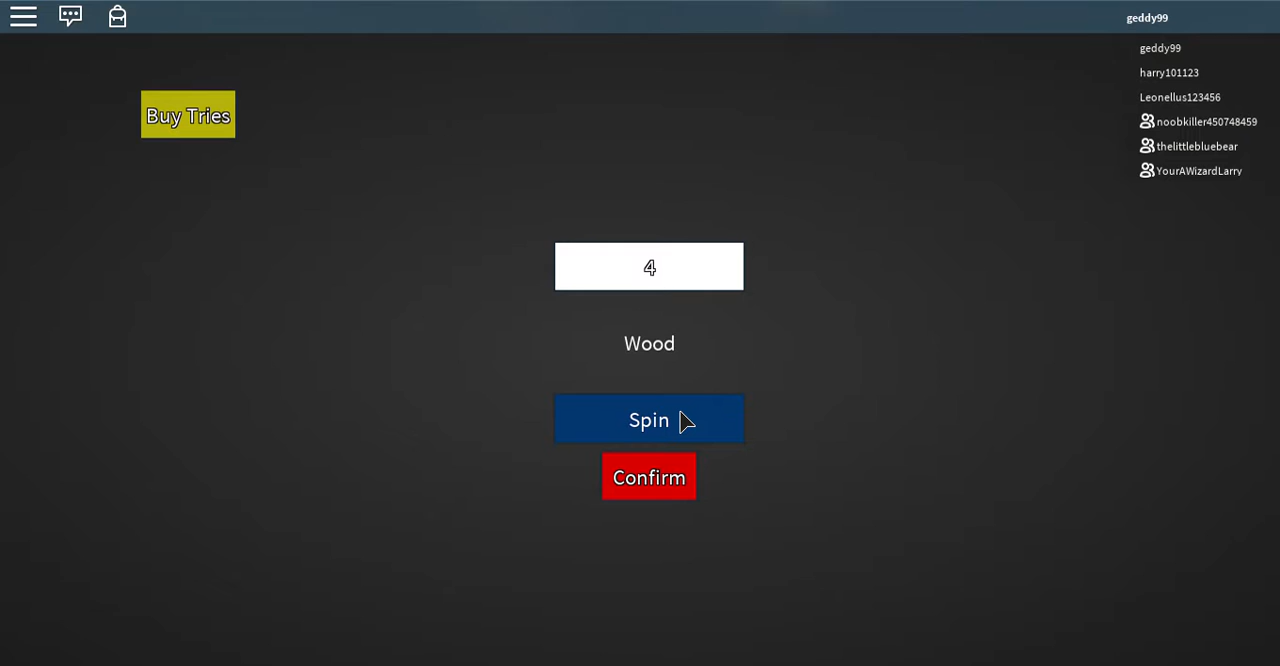 geddy99
geddy99
harry101123
Leonellus123456
noobkiller450748459
thelittlebluebear
YourAWizardLarry
Buy Tries
4
Wood
Spin
Confirm